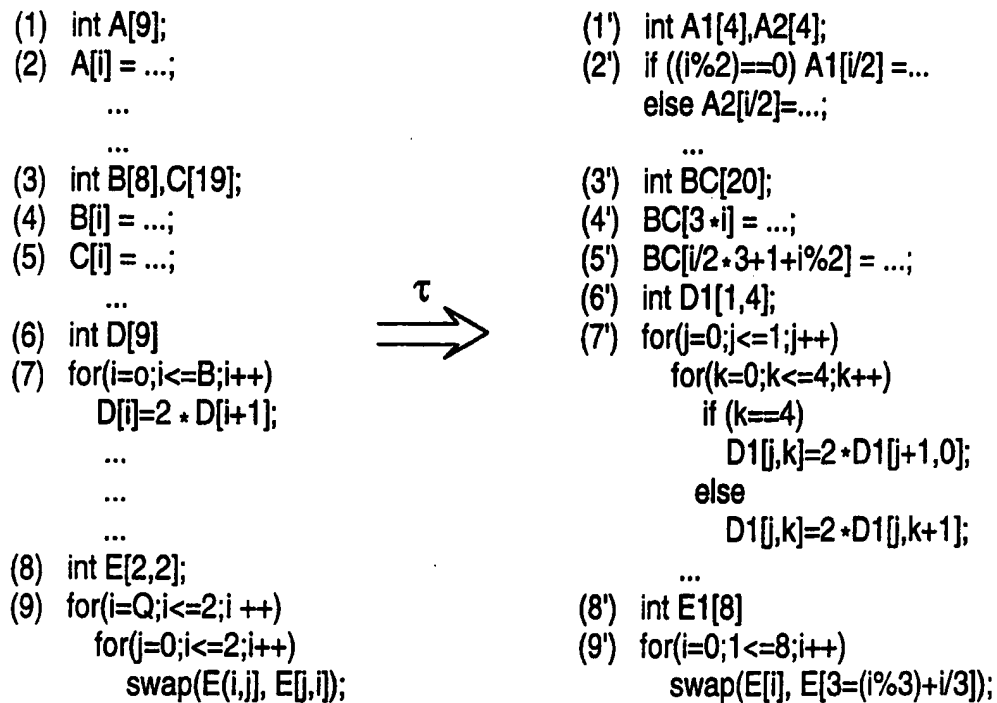 (1) int A[9];
(2) A[i] = ...;
...
...
(3) int B[8],C[19];
(4) B[i] = ...;
(5) C[i] = ...;
...
(6) int D[9]
(7) for(i=o;i<=B;i++)
D[i]=2 * D[i+1];
...
...
...
(8) int E[2,2];
(9) for(i=Q;i<=2;i ++)
for(j=0;i<=2;i++)
swap(E(i,j], E[j,i]);
τ
(1') int A1[4],A2[4];
(2') if ((i%2)==0) A1[i/2] =...
else A2[i/2]=...;
...
(3') int BC[20];
(4') BC[3*i] = ...;
(5') BC[i/2*3+1+i%2] = ...;
(6') int D1[1,4];
(7') for(j=0;j<=1;j++)
for(k=0;k<=4;k++)
if (k==4)
D1[j,k]=2*D1[j+1,0];
else
D1[j,k]=2*D1[j,k+1];
...
(8') int E1[8]
(9') for(i=0;1<=8;i++)
swap(E[i], E[3=(i%3)+i/3]);